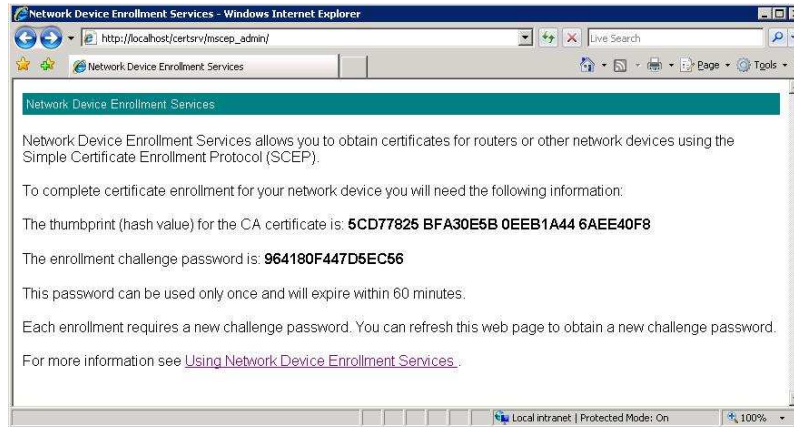 Network Device Enrollment Services - Windows Internet Explorer
http://localhost/certsrv/mscep_admin/
Live Search
Network Device Enrollment Services
Page
Tools
Network Device Enrollment Services
Network Device Enrollment Services allows you to obtain certificates for routers or other network devices using the
Simple Certificate Enrollment Protocol (SCEP).
To complete certificate enrollment for your network device you will need the following information:
The thumbprint (hash value) for the CA certificate is: 5CD77825 BFA30E5B 0EEB1A44 6AEE40F8
The enrollment challenge password is: 964180F447D5EC56
This password can be used only once and will expire within 60 minutes.
Each enrollment requires a new challenge password. You can refresh this web page to obtain a new challenge password.
For more information see Using Network Device Enrollment Services .
Local intranet | Protected Mode: On
100%